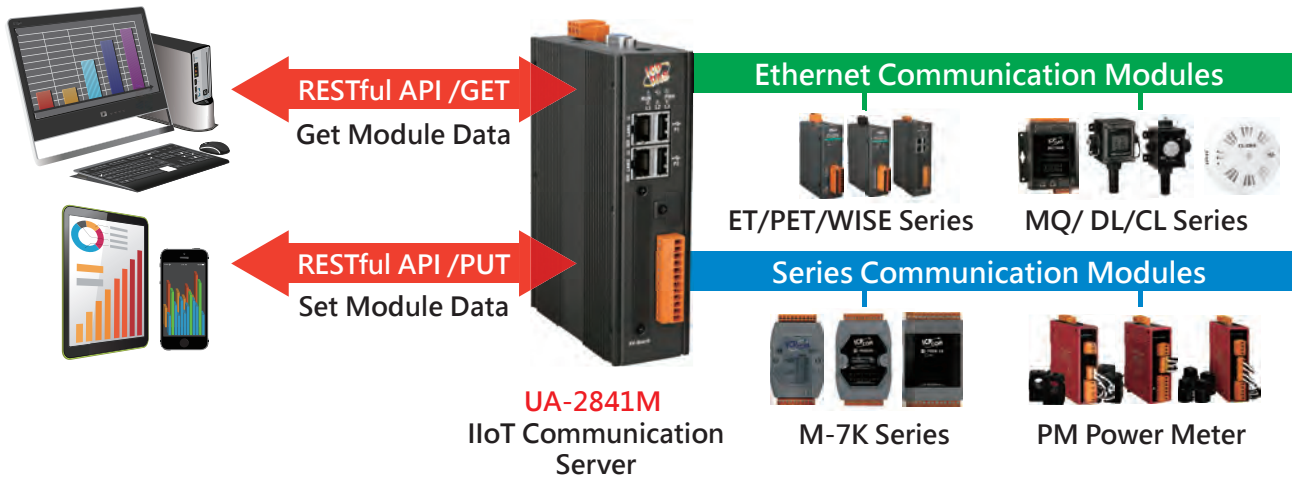 RESTful API /GET
Get Module Data
RESTful API /PUT
Set Module Data
UA-2841M
IIoT Communication
Server
Ethernet Communication Modules
ET/PET/WISE Series
MQ/ DL/CL Series
Series Communication Modules
M-7K Series
PM Power Meter